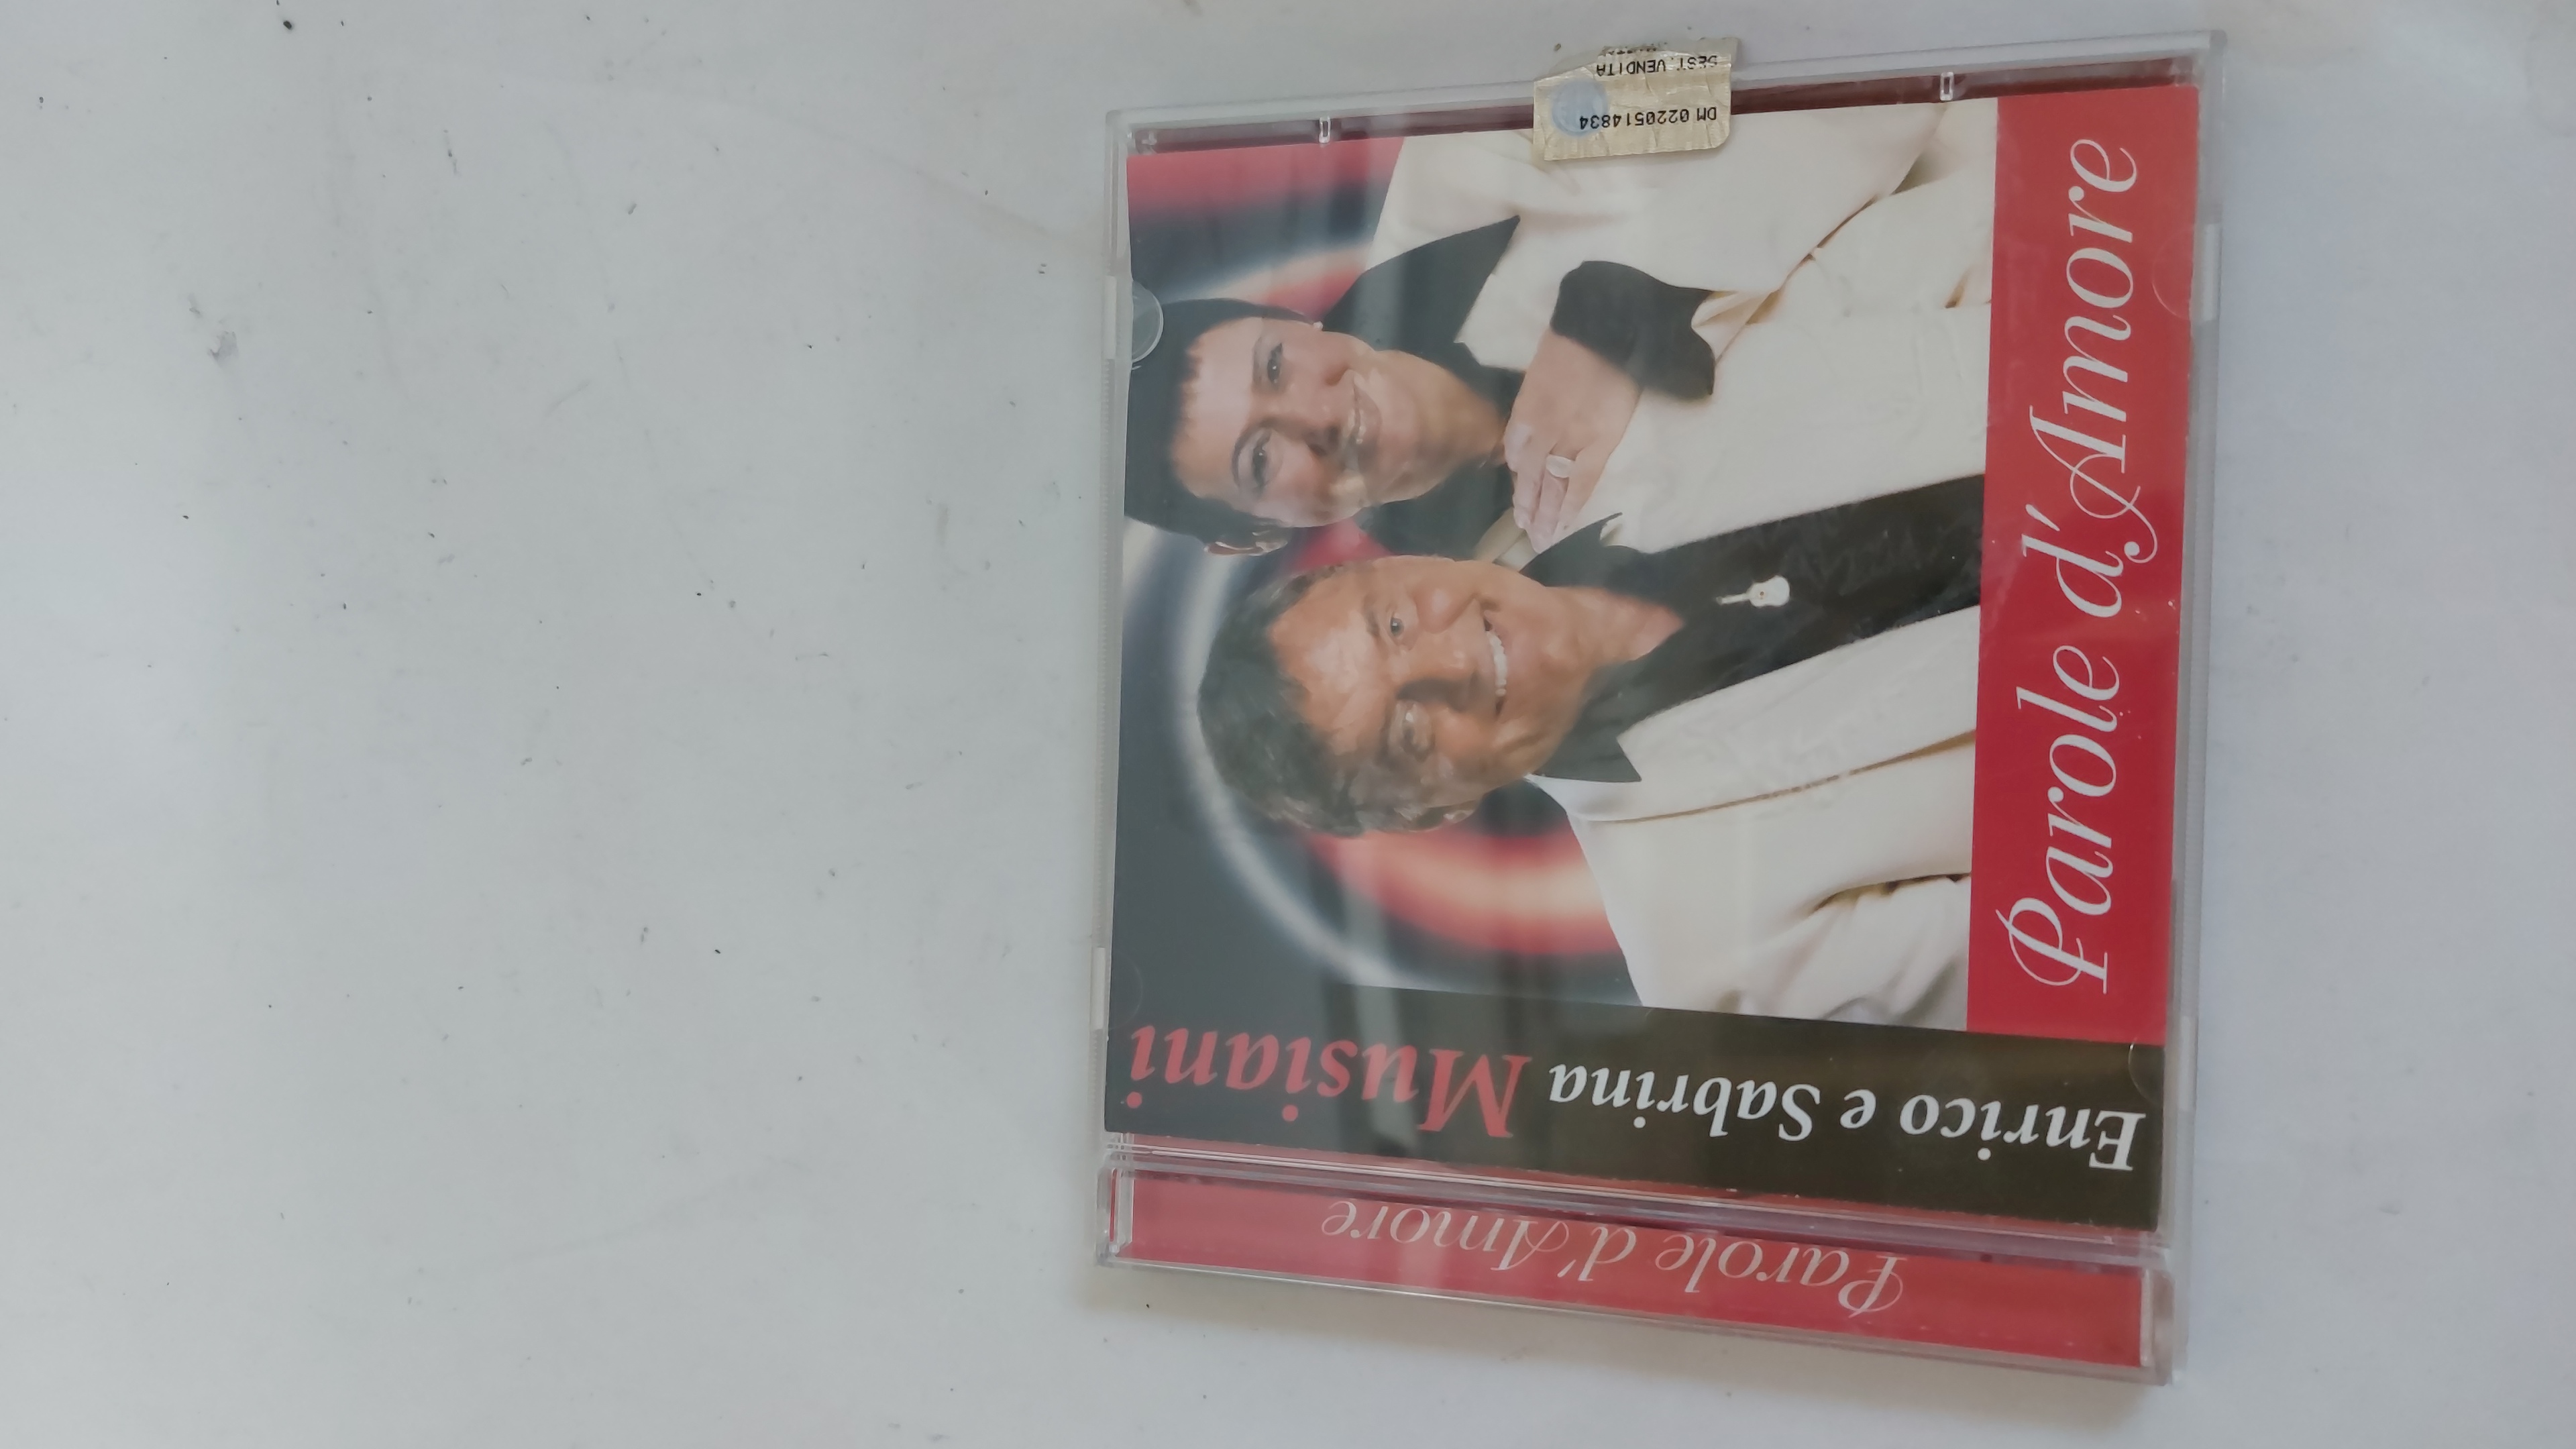 Enrico e Sabrina Musiani
Parole d'Amore
Parole d'Amore
DEST. VENDITA
DM 0220514834